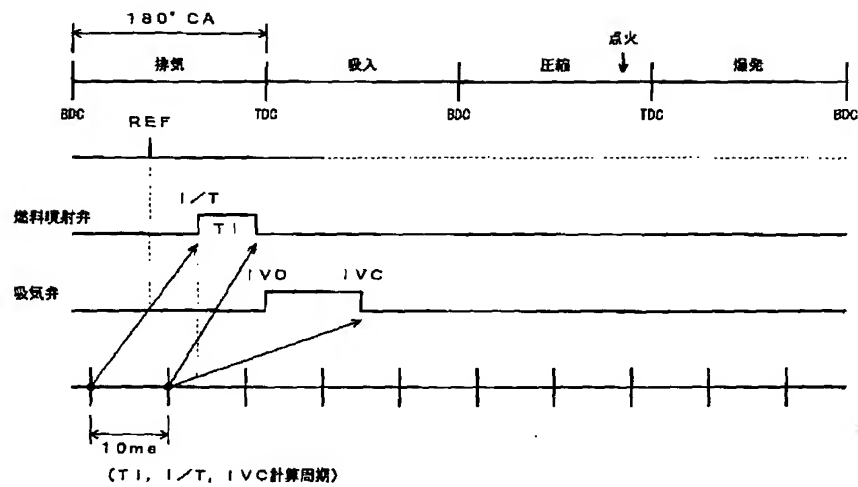 180° CA
点火
排気 吸入 圧縮 爆発
BDC TDC BDC TDC BDC
REF
I/T
燃料噴射弁
TI
IVO IVC
吸気弁
10ms
(TI, I/T, IVC計算周期)